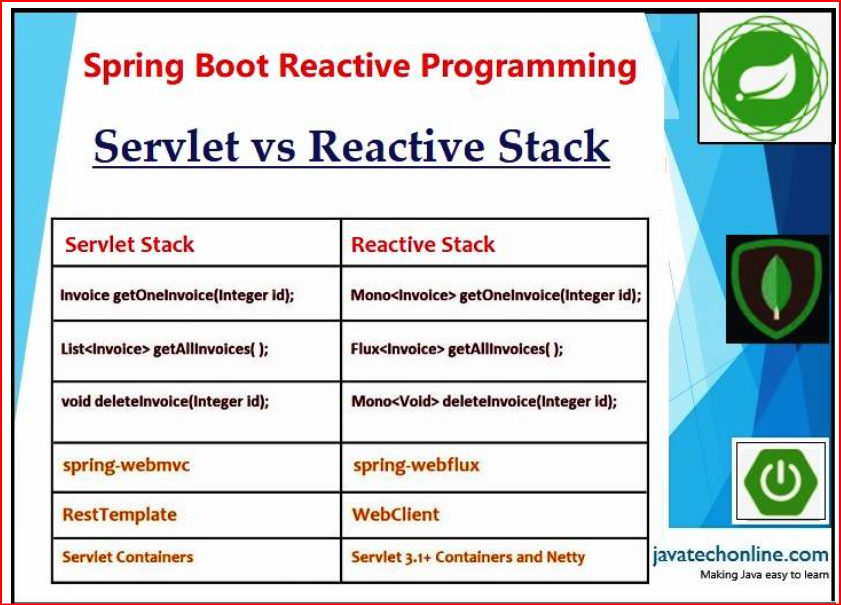 Spring Boot Reactive Programming
Servlet vs Reactive Stack
Servlet Stack Reactive Stack
Invoice getOneInvoice(Integer id); Mono<Invoice> getOneInvoice(Integer id);
List<Invoice> getAllInvoices( ); Flux<Invoice> getAllInvoices( );
void deleteInvoice(Integer id); Mono<Void> deleteInvoice(Integer id);
spring-webmvc spring-webflux
RestTemplate WebClient
Servlet Containers Servlet 3.1+ Containers and Netty
javatechonline.com
Making Java easy to learn